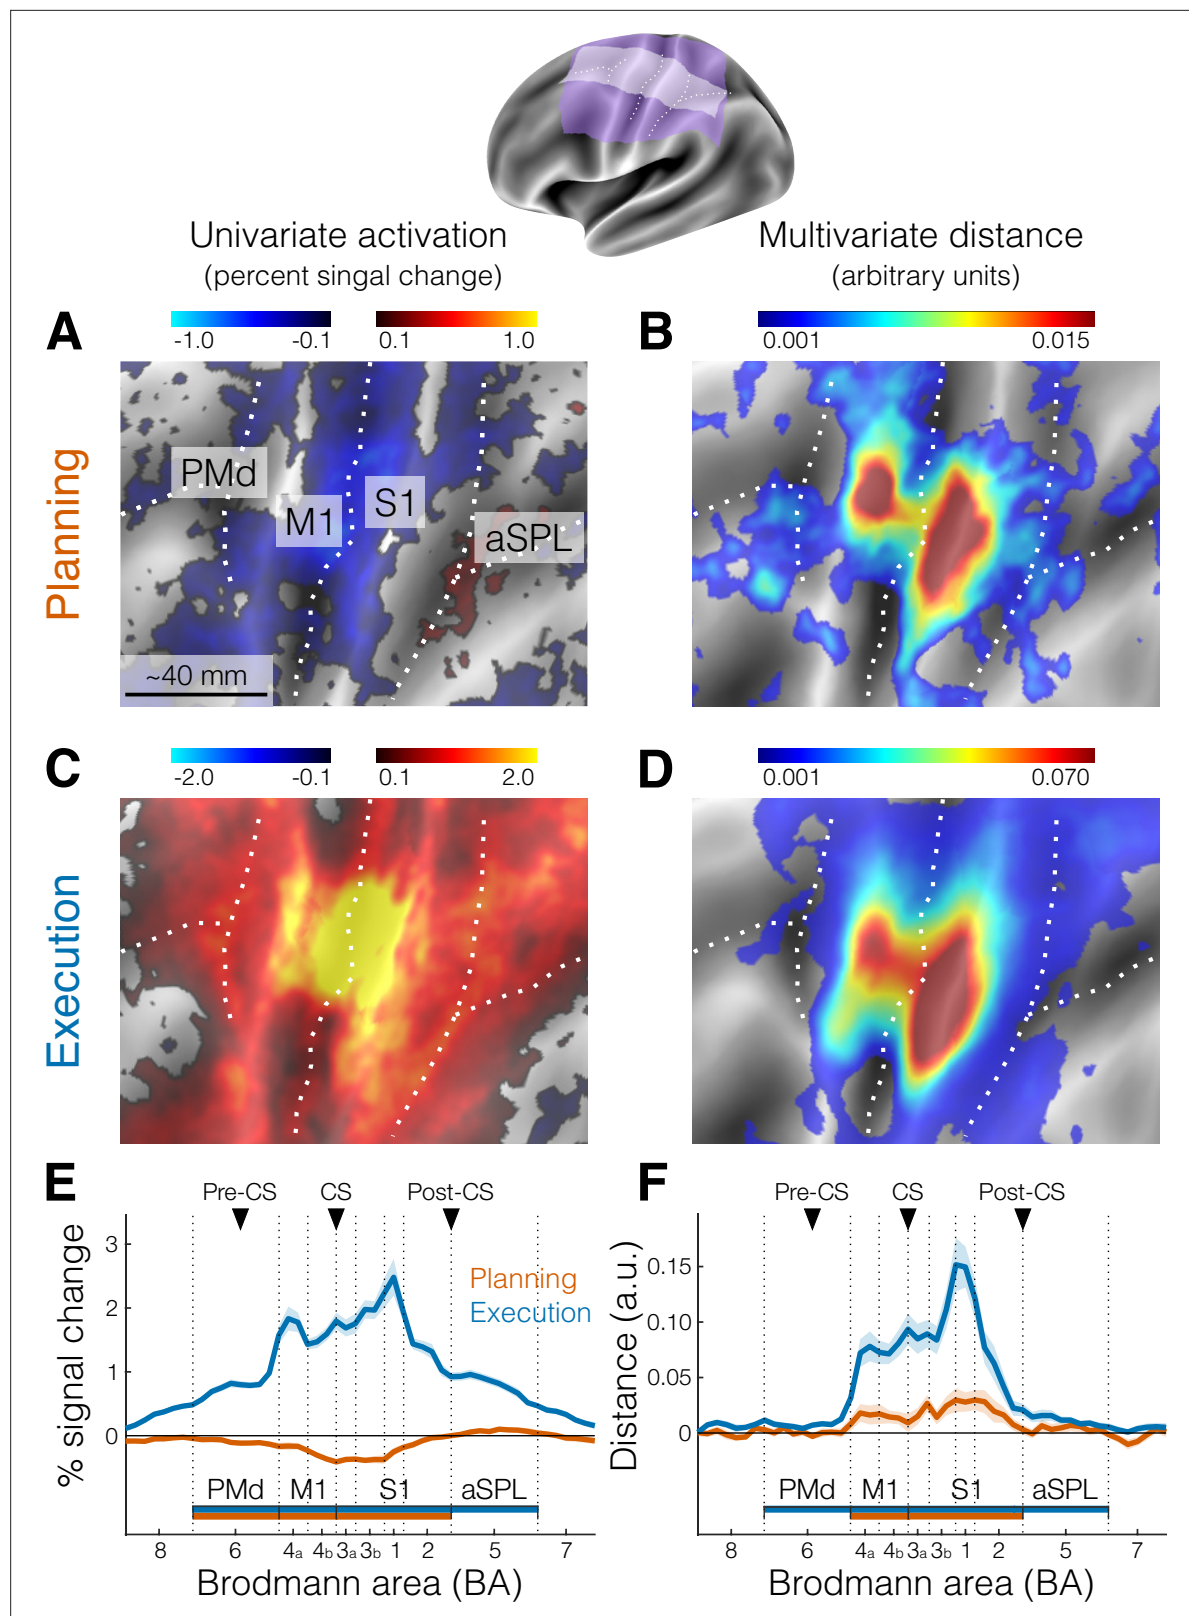 Univariate activation
(percent singal change)
Multivariate distance
(arbitrary units)
A
-1.0 -0.1 0.1 1.0
B
0.001 0.015
Planning
PMd
M1
S1
aSPL
~40 mm
C
-2.0 -0.1 0.1 2.0
D
0.001 0.070
Execution
E
Pre-CS CS Post-CS
% signal change
3
2
1
0
Planning
Execution
PMd M1 S1 aSPL
8 6 4a 4b 3a 3b 1 2 5 7
Brodmann area (BA)
F
Pre-CS CS Post-CS
Distance (a.u.)
0.15
0.10
0.05
0
PMd M1 S1 aSPL
8 6 4a 4b 3a 3b 1 2 5 7
Brodmann area (BA)